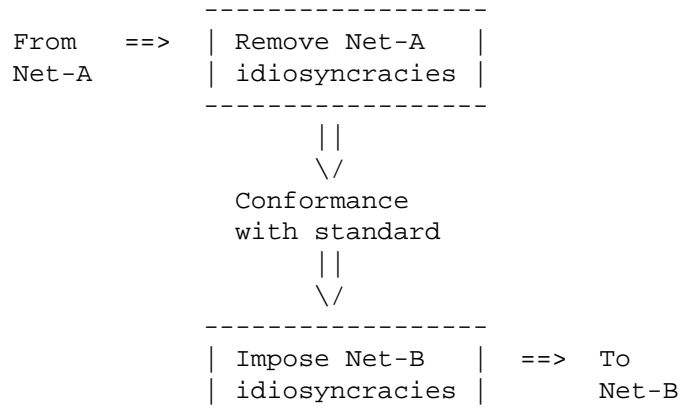 ------------------
From    ==>      | Remove Net-A   |
Net-A            | idiosyncracies |
                 ------------------
                        ||
                        \/
                   Conformance
                   with standard
                        ||
                        \/
                 ------------------
                 | Impose Net-B   |  ==>  To
                 | idiosyncracies |       Net-B